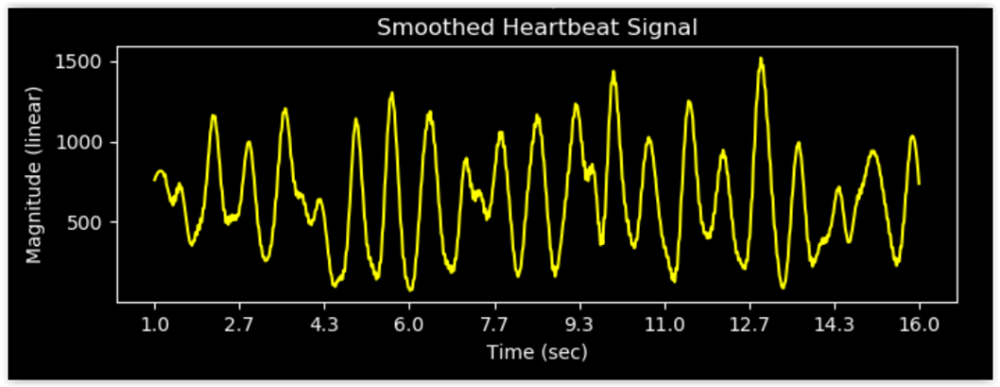 Smoothed Heartbeat Signal
1500
1000
500
Magnitude (linear)
1.0 2.7 4.3 6.0 7.7 9.3 11.0 12.7 14.3 16.0
Time (sec)